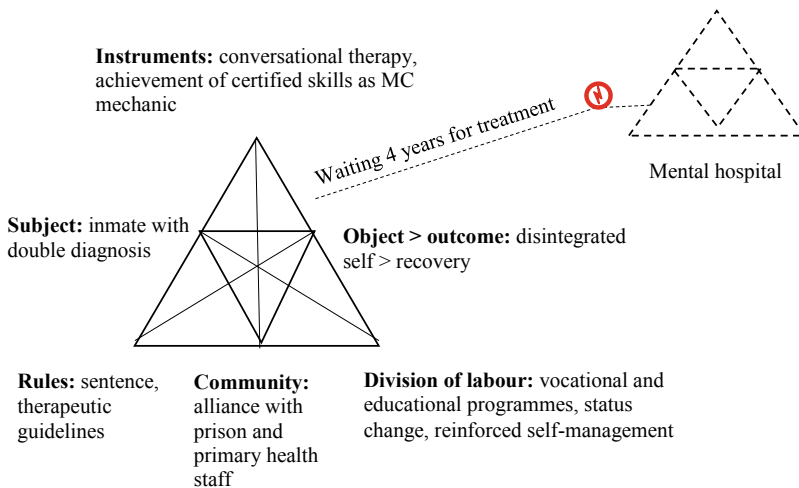 Instruments: conversational therapy,
achievement of certified skills as MC
mechanic
Waiting 4 years for treatment
Mental hospital
Subject: inmate with
double diagnosis
Object > outcome: disintegrated
self > recovery
Rules: sentence,
therapeutic
guidelines
Community:
alliance with
prison and
primary health
staff
Division of labour: vocational and
educational programmes, status
change, reinforced self-management